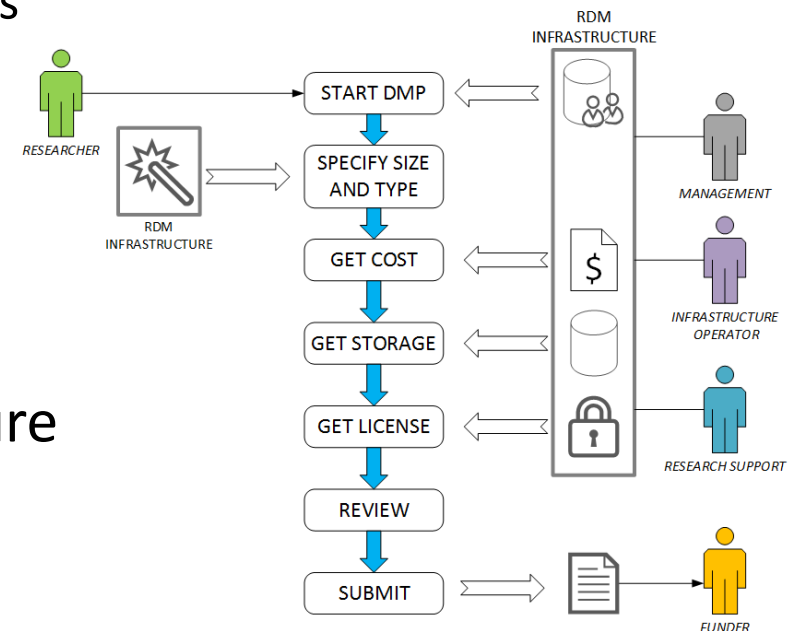 s
RDM
INFRASTRUCTURE
START DMP
RESEARCHER
SPECIFY SIZE
AND TYPE
MANAGEMENT
RDM
INFRASTRUCTURE
GET COST
$
INFRASTRUCTURE
OPERATOR
GET STORAGE
ure
GET LICENSE
RESEARCH SUPPORT
REVIEW
SUBMIT
FUNDER